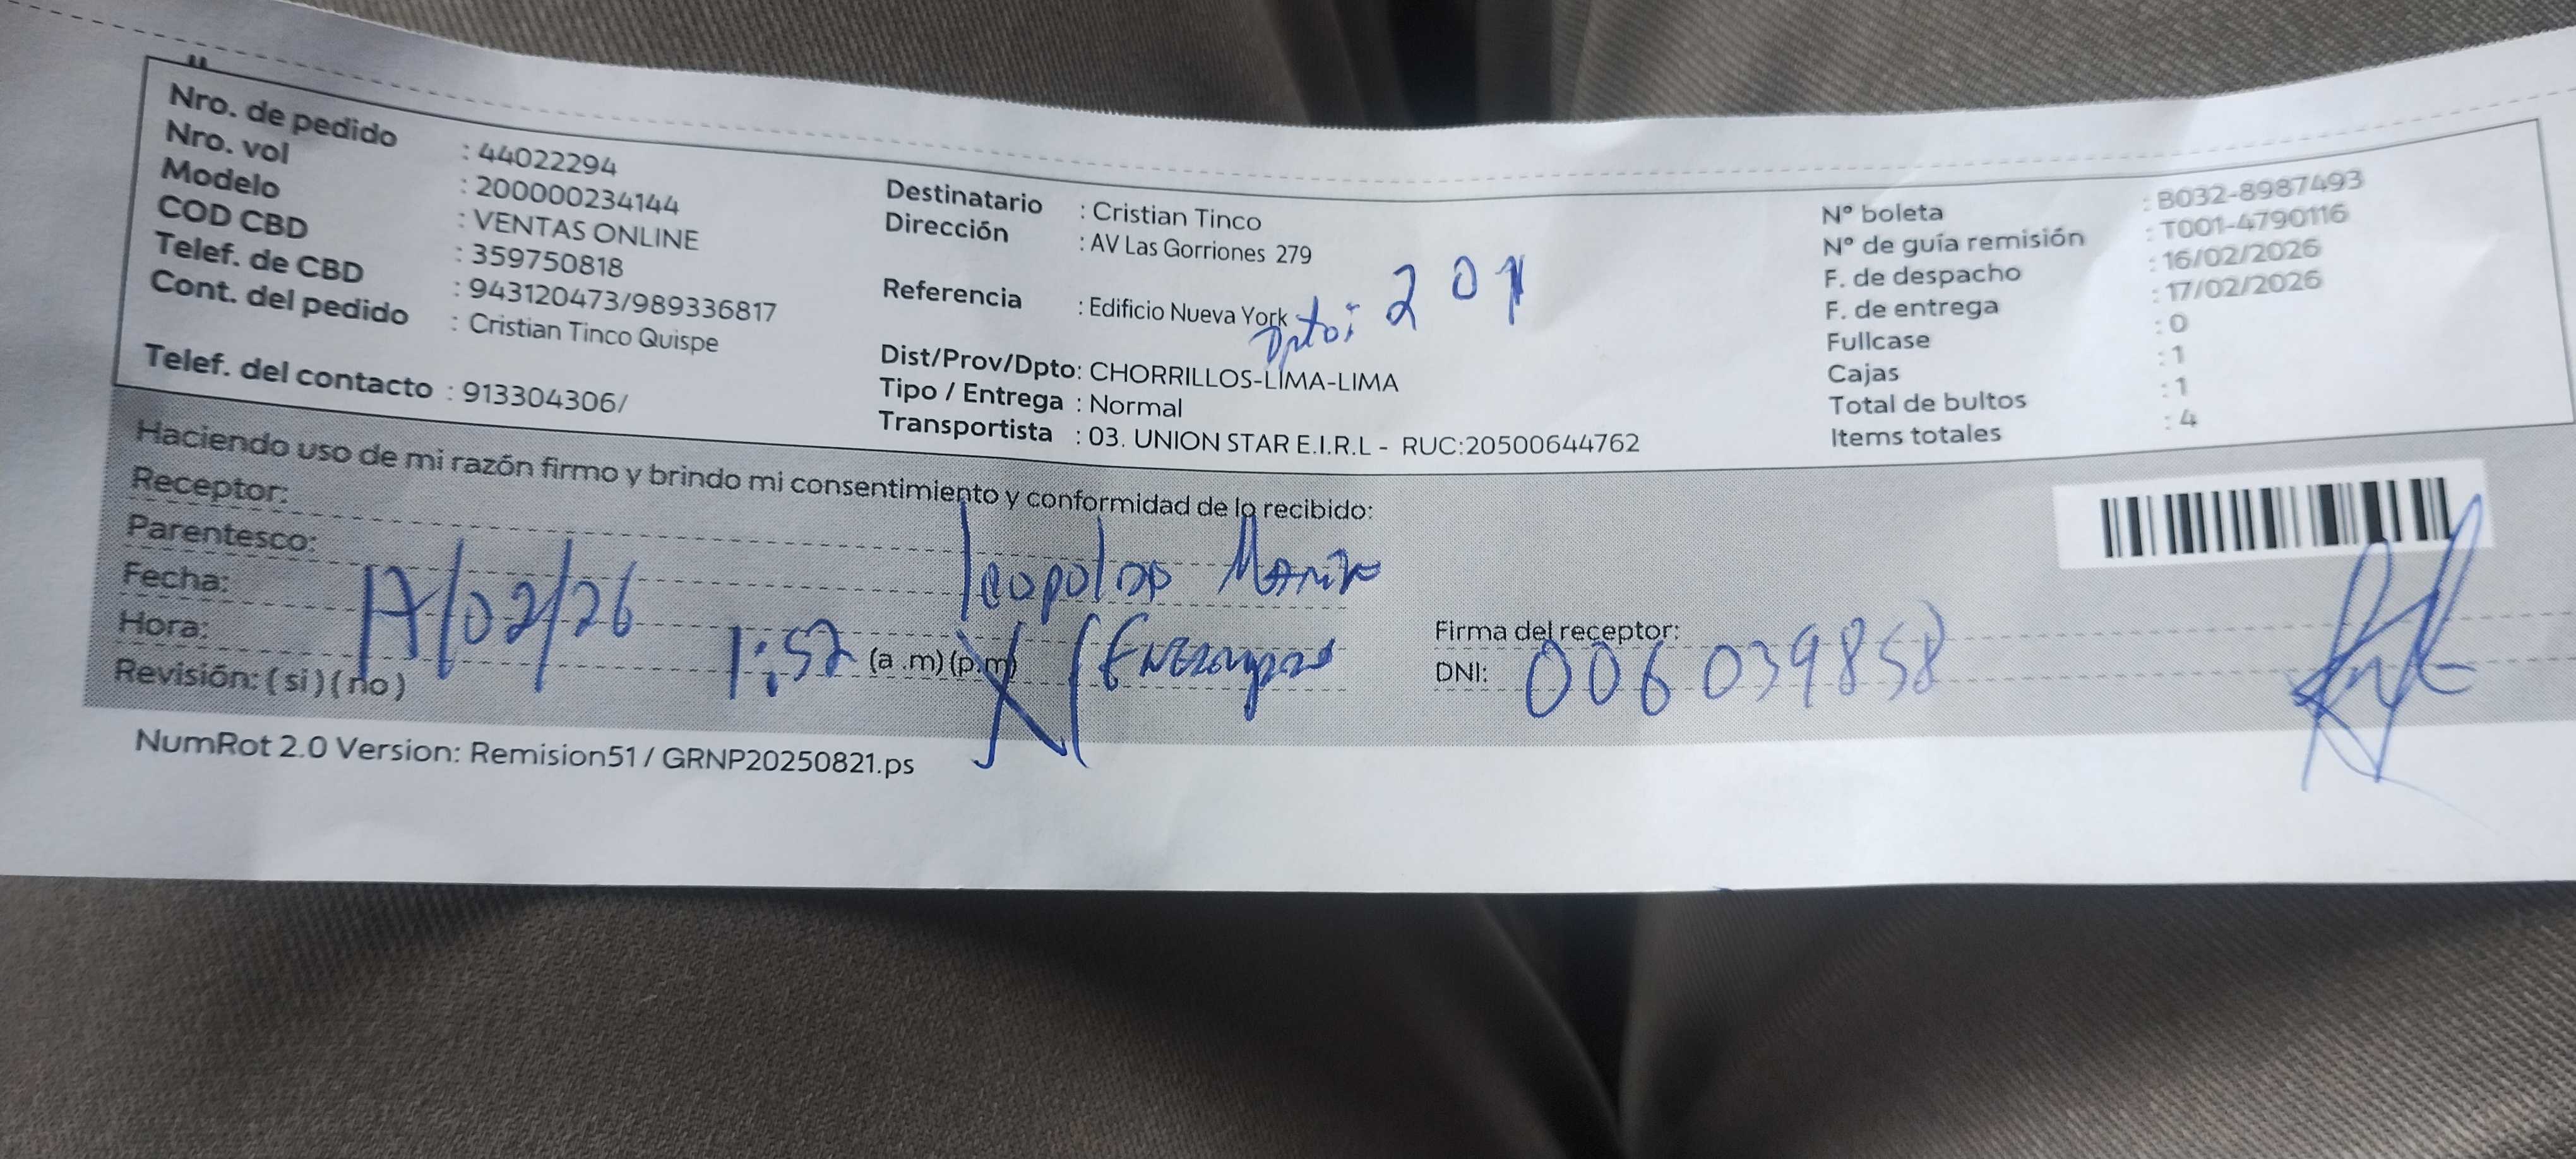 Nro. de pedido : 44022294
Nro. vol : 200000234144
Modelo : VENTAS ONLINE
COD CBD : 359750818
Telef. de CBD : 943120473/989336817
Cont. del pedido : Cristian Tinco Quispe
Telef. del contacto : 913304306/
Destinatario : Cristian Tinco
Dirección : AV Las Gorriones 279
Referencia : Edificio Nueva York Dpto: 201
Dist/Prov/Dpto: CHORRILLOS-LIMA-LIMA
Tipo / Entrega : Normal
Transportista : 03. UNION STAR E.I.R.L - RUC:20500644762
N° boleta : B032-8987493
N° de guía remisión : T001-4790116
F. de despacho : 16/02/2026
F. de entrega : 17/02/2026
Fullcase : 0
Cajas : 1
Total de bultos : 1
Items totales : 4
Haciendo uso de mi razón firmo y brindo mi consentimiento y conformidad de lo recibido:
Receptor:
Parentesco:
Fecha: 17/02/26
Hora: 1:52 (a .m)(p.m)
Revisión: ( si ) ( no )
Firma del receptor:
DNI: 006039858
NumRot 2.0 Version: Remision51 / GRNP20250821.ps